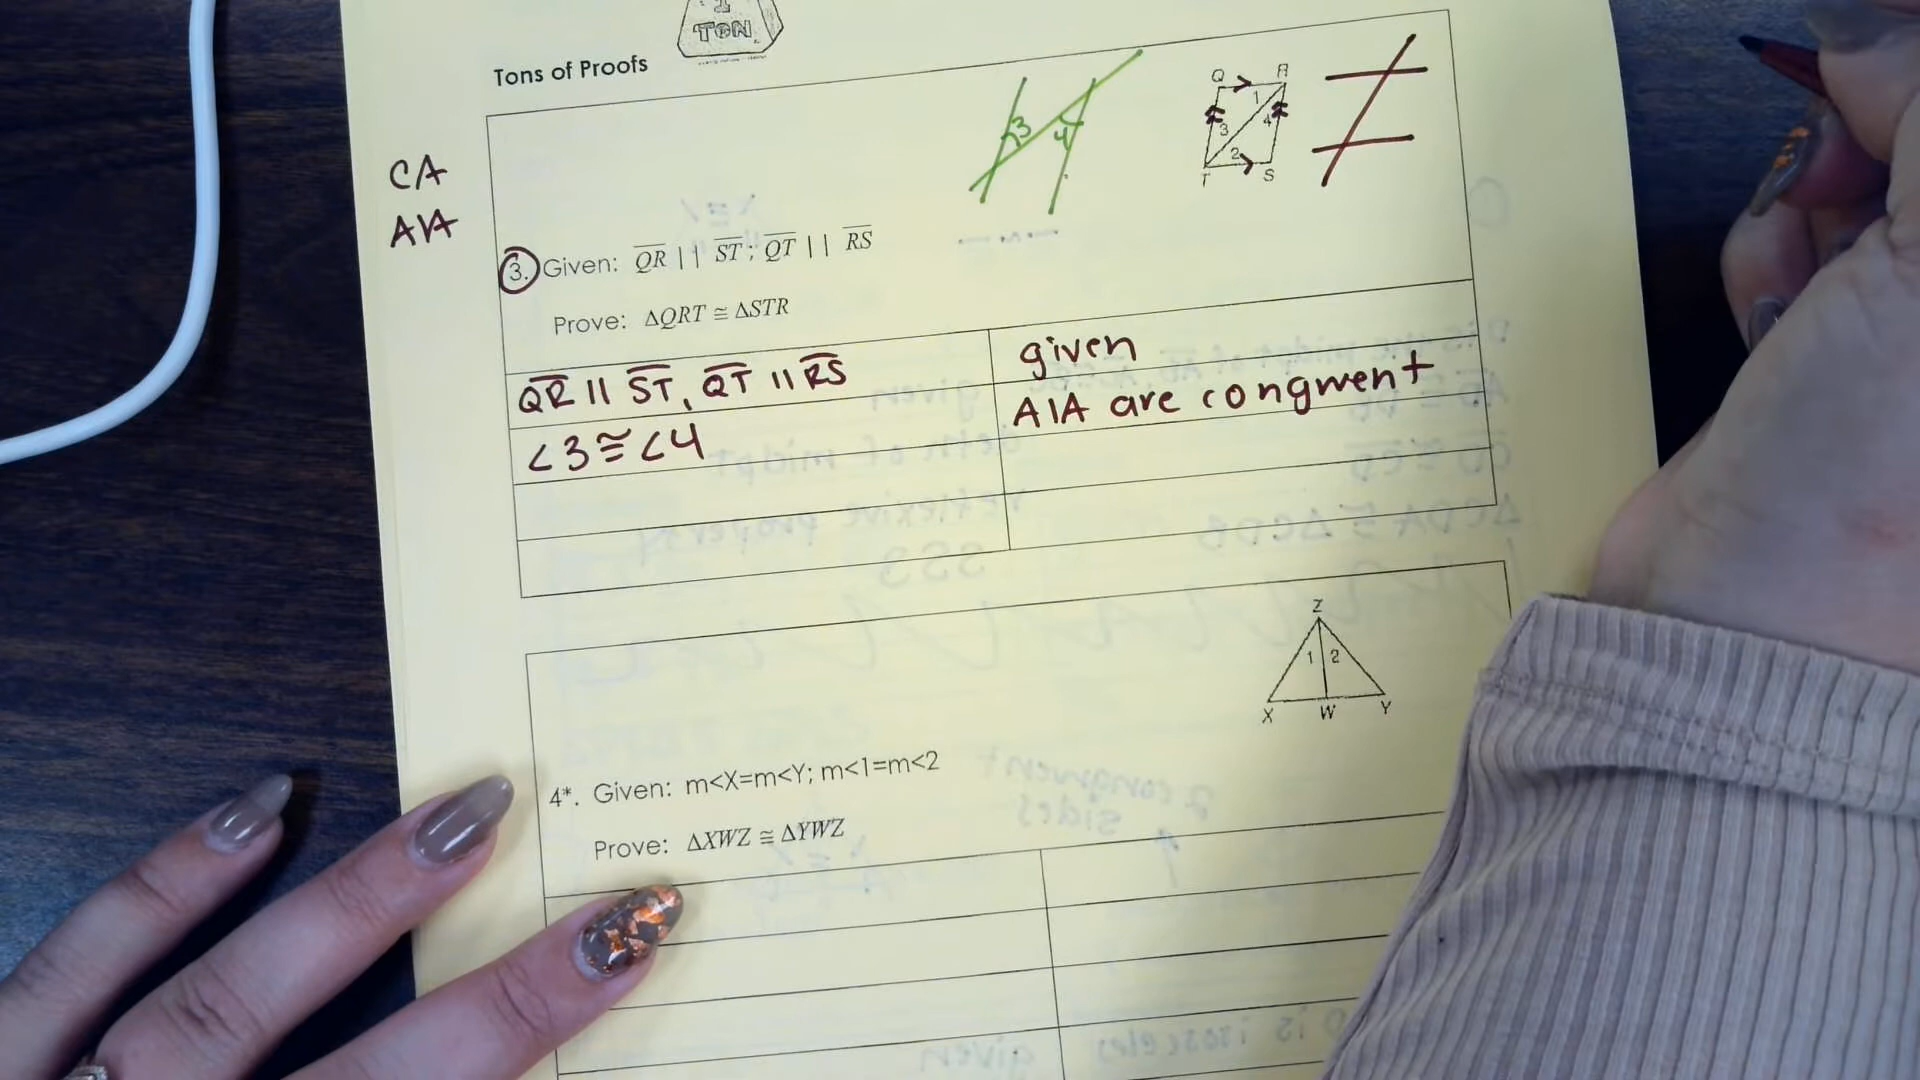 1
TON
Tons of Proofs
Q R
1
3 4
2
T S
3
4
CA
AIA
3. Given: QR || ST; QT || RS
Prove: ΔQRT ≅ ΔSTR
QR || ST, QT || RS given
<3 ≅ <4 AIA are congruent
Z
1 2
X W Y
4*. Given: m<X=m<Y; m<1=m<2
Prove: ΔXWZ ≅ ΔYWZ